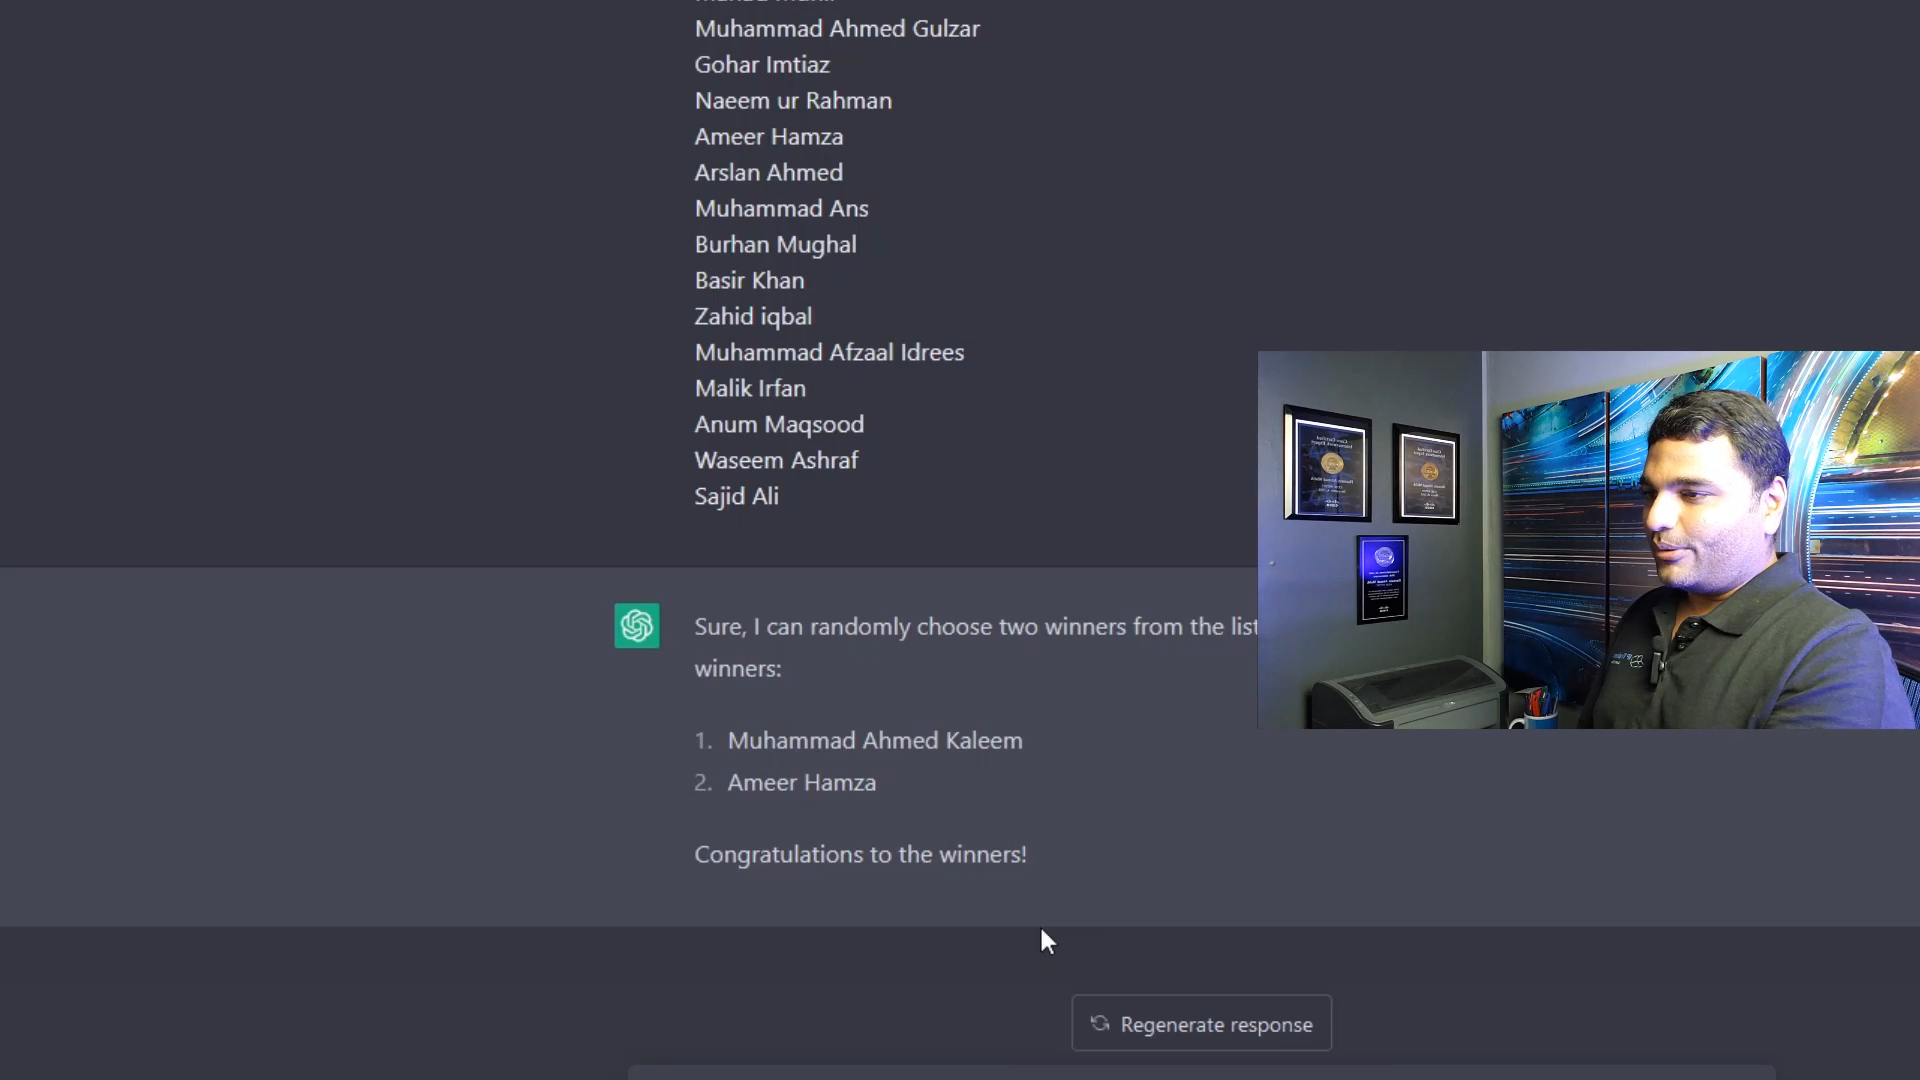 Muhammad Ahmed Gulzar
Gohar Imtiaz
Naeem ur Rahman
Ameer Hamza
Arslan Ahmed
Muhammad Ans
Burhan Mughal
Basir Khan
Zahid iqbal
Muhammad Afzaal Idrees
Malik Irfan
Anum Maqsood
Waseem Ashraf
Sajid Ali
Sure, I can randomly choose two winners from the list
winners:
1. Muhammad Ahmed Kaleem
2. Ameer Hamza
Congratulations to the winners!
Regenerate response